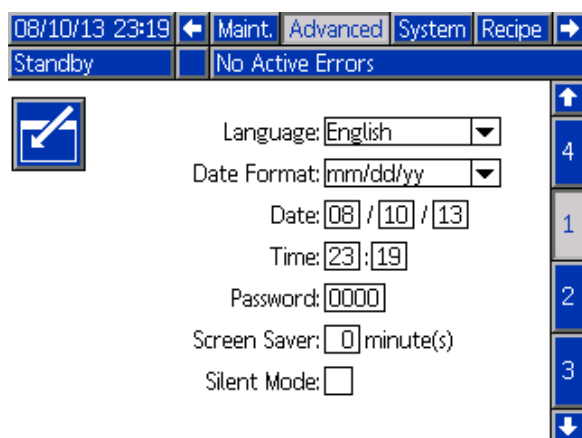 08/10/13 23:19 Maint. Advanced System Recipe
Standby No Active Errors
Language: English
4
Date Format: mm/dd/yy
Date: 08 / 10 / 13
1
Time: 23:19
Password: 0000
2
Screen Saver: 0 minute(s)
3
Silent Mode: